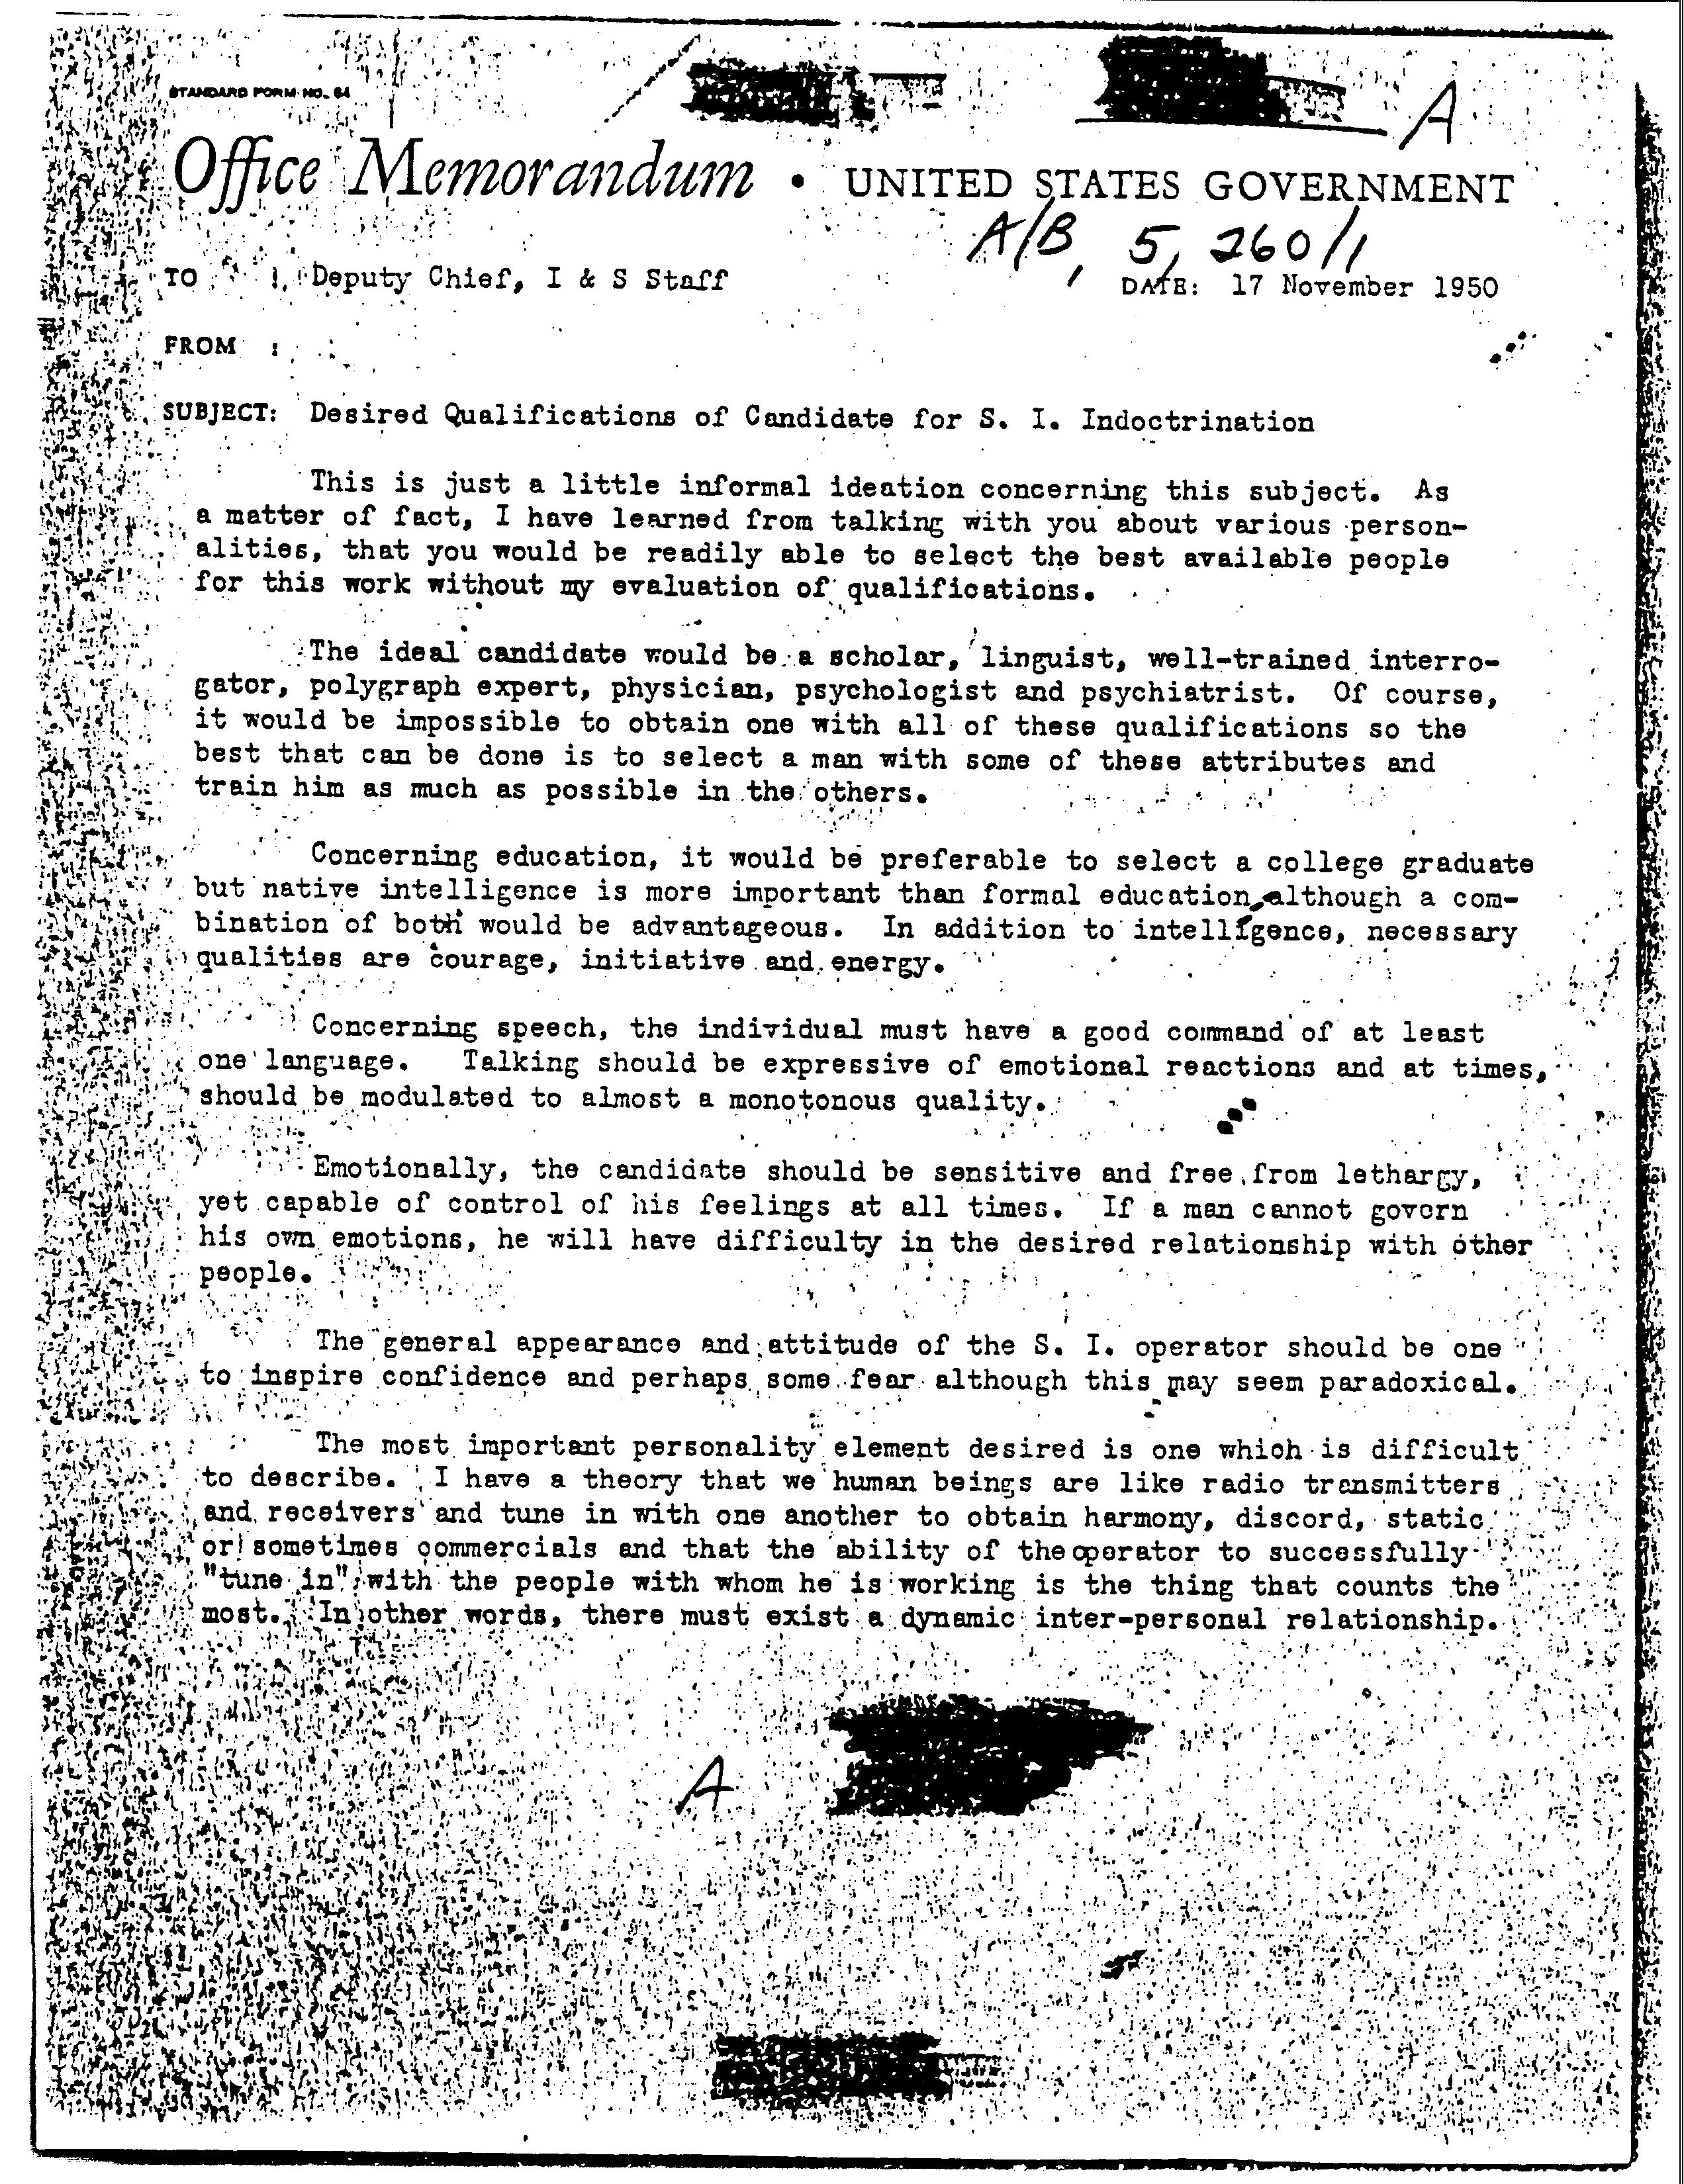 STANDARD FORM NO. 64
A
Office Memorandum • UNITED STATES GOVERNMENT
A/B, 5, 260/1
TO : Deputy Chief, I & S Staff
DATE: 17 November 1950
FROM :
SUBJECT: Desired Qualifications of Candidate for S. I. Indoctrination
This is just a little informal ideation concerning this subject. As
a matter of fact, I have learned from talking with you about various person-
alities, that you would be readily able to select the best available people
for this work without my evaluation of qualifications.
The ideal candidate would be a scholar, linguist, well-trained interro-
gator, polygraph expert, physician, psychologist and psychiatrist. Of course,
it would be impossible to obtain one with all of these qualifications so the
best that can be done is to select a man with some of these attributes and
train him as much as possible in the others.
Concerning education, it would be preferable to select a college graduate
but native intelligence is more important than formal education, although a com-
bination of both would be advantageous. In addition to intelligence, necessary
qualities are courage, initiative and energy.
Concerning speech, the individual must have a good command of at least
one language. Talking should be expressive of emotional reactions and at times,
should be modulated to almost a monotonous quality.
Emotionally, the candidate should be sensitive and free from lethargy,
yet capable of control of his feelings at all times. If a man cannot govern
his own emotions, he will have difficulty in the desired relationship with other
people.
The general appearance and attitude of the S. I. operator should be one
to inspire confidence and perhaps some fear although this may seem paradoxical.
The most important personality element desired is one which is difficult
to describe. I have a theory that we human beings are like radio transmitters
and receivers and tune in with one another to obtain harmony, discord, static
or sometimes commercials and that the ability of the operator to successfully
"tune in" with the people with whom he is working is the thing that counts the
most. In other words, there must exist a dynamic inter-personal relationship.
A